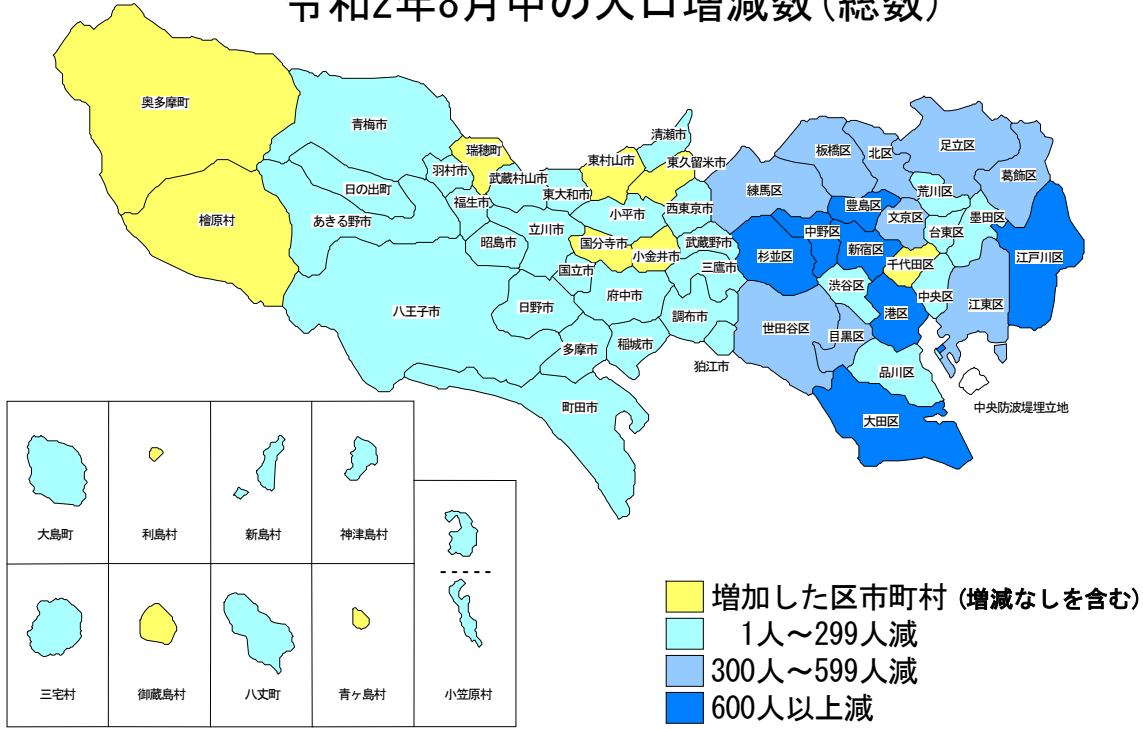 令和2年8月中の人口増減数(総数)
奥多摩町
青梅市
瑞穂町
清瀬市
東村山市
東久留米市
羽村市
武蔵村山市
東大和市
日の出町
福生市
小平市
西東京市
檜原村
あきる野市
立川市
昭島市
国分寺市
小金井市
武蔵野市
三鷹市
国立市
八王子市
日野市
府中市
調布市
多摩市
稲城市
狛江市
町田市
板橋区
北区
足立区
葛飾区
練馬区
荒川区
豊島区
文京区
墨田区
台東区
中野区
新宿区
杉並区
千代田区
江戸川区
渋谷区
中央区
江東区
港区
世田谷区
目黒区
品川区
大田区
中央防波堤埋立地
大島町
利島村
新島村
神津島村
三宅村
御蔵島村
八丈町
青ヶ島村
小笠原村
増加した区市町村(増減なしを含む)
1人~299人減
300人~599人減
600人以上減